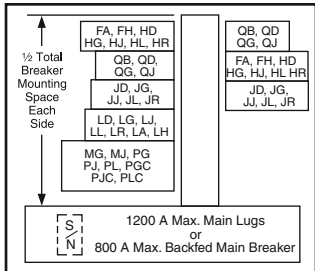 ½ Total
Breaker
Mounting
Space
Each
Side
FA, FH, HD
HG, HJ, HL, HR
QB, QD,
QG, QJ
JD, JG,
JJ, JL, JR
LD, LG, LJ,
LL, LR, LA, LH
MG, MJ, PG
PJ, PL, PGC
PJC, PLC
QB, QD
QG, QJ
FA, FH, HD
HG, HJ, HL HR
JD, JG,
JJ, JL, JR
S/N
1200 A Max. Main Lugs
or
800 A Max. Backfed Main Breaker